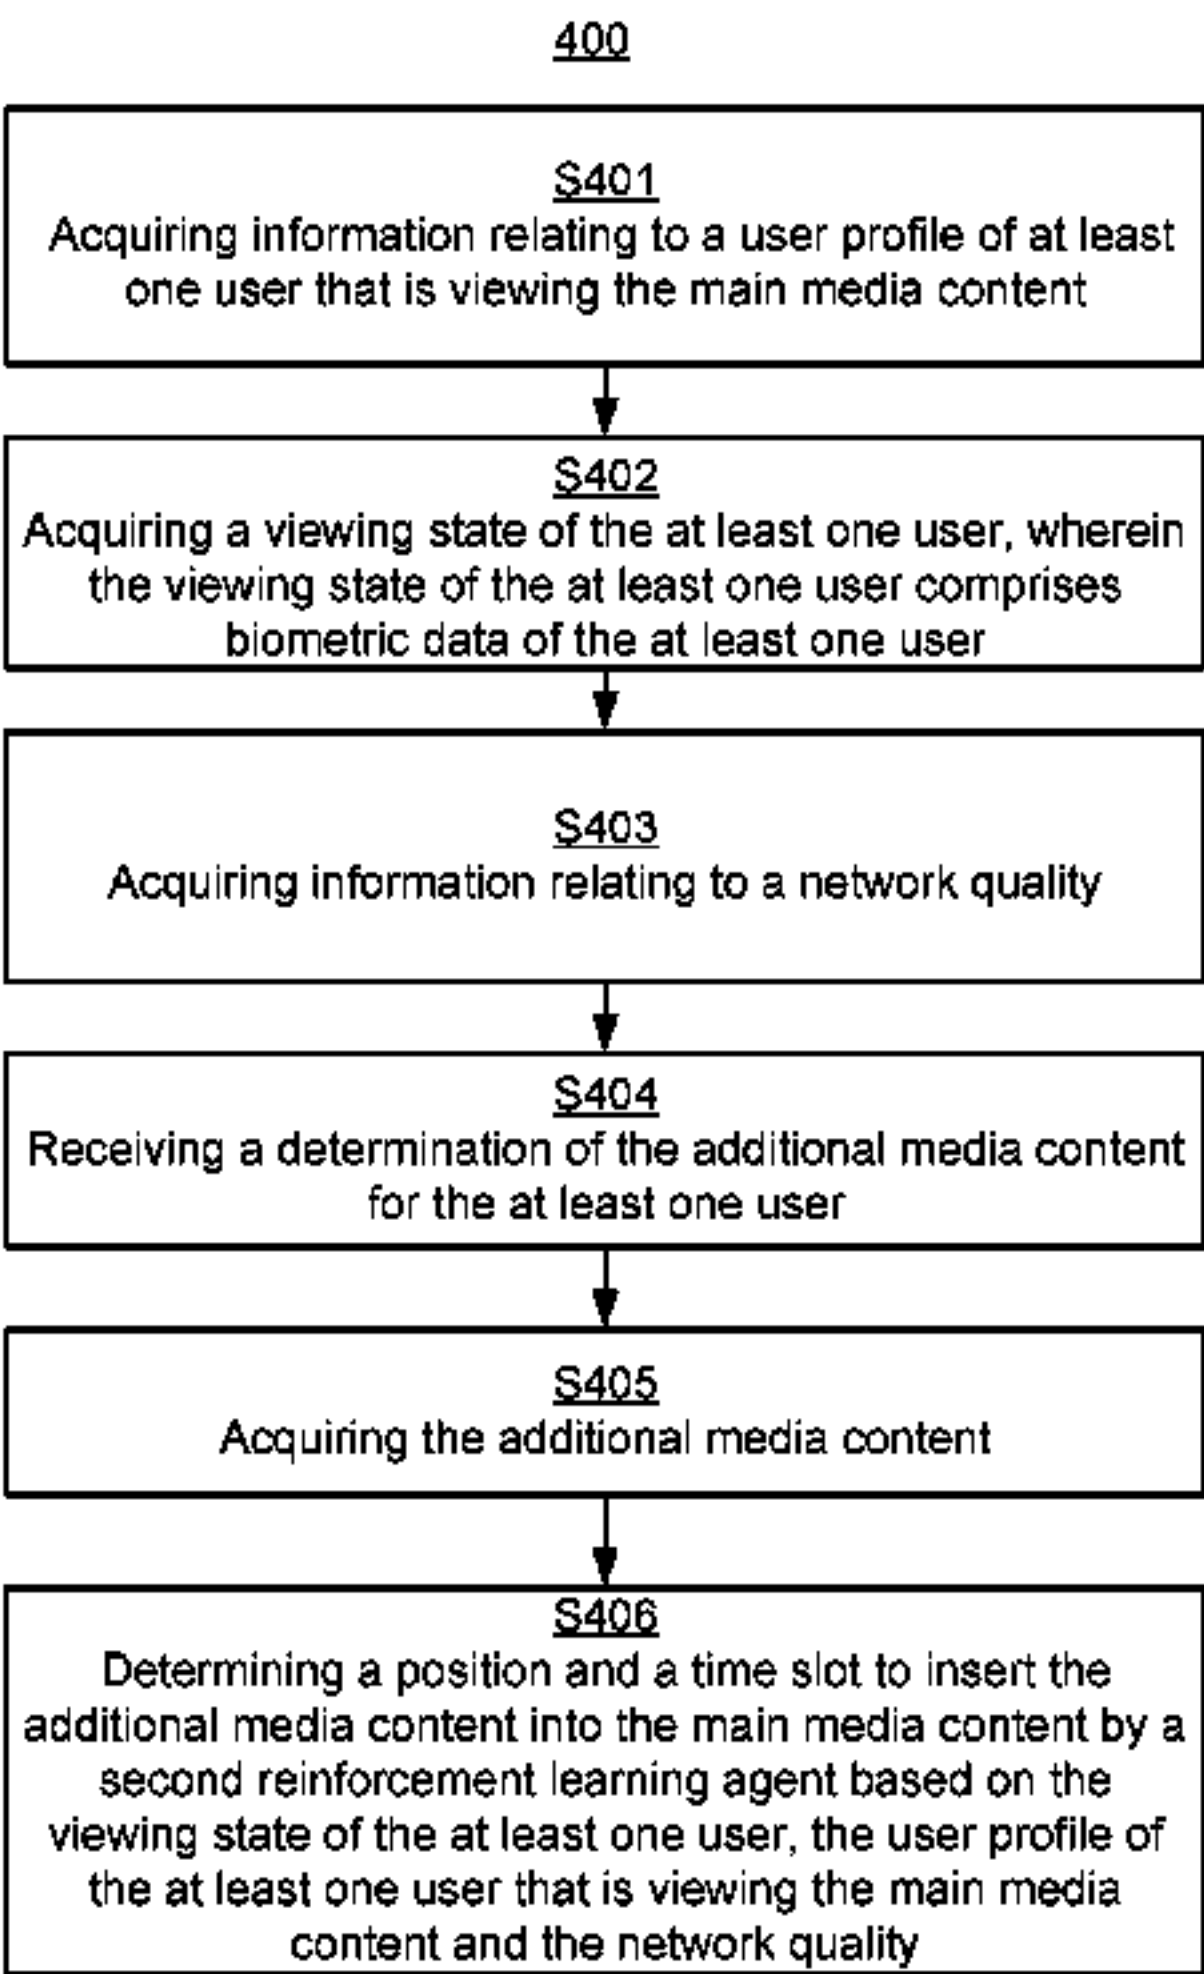 400
S401
Acquiring information relating to a user profile of at least
one user that is viewing the main media content
S402
Acquiring a viewing state of the at least one user, wherein
the viewing state of the at least one user comprises
biometric data of the at least one user
S403
Acquiring information relating to a network quality
S404
Receiving a determination of the additional media content
for the at least one user
S405
Acquiring the additional media content
S406
Determining a position and a time slot to insert the
additional media content into the main media content by a
second reinforcement learning agent based on the
viewing state of the at least one user, the user profile of
the at least one user that is viewing the main media
content and the network quality